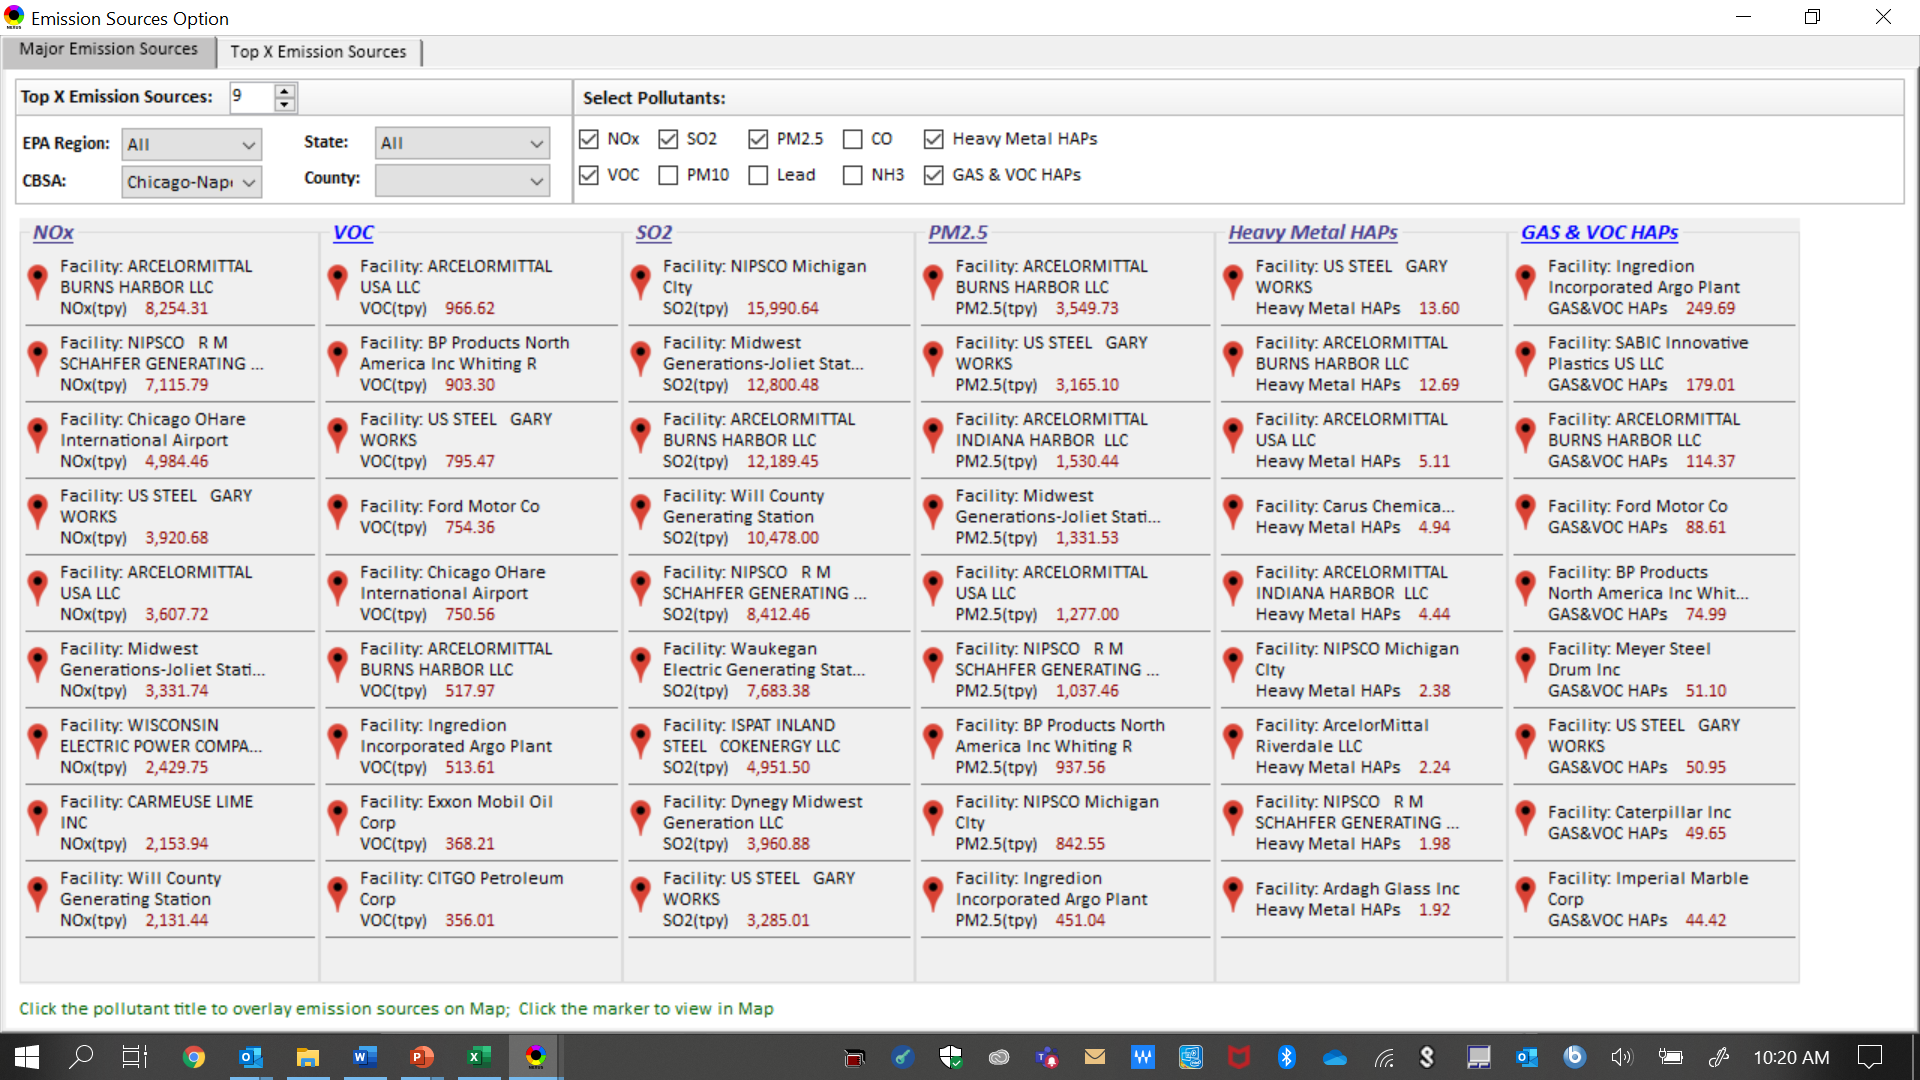 Emission Sources Option
Major Emission Sources
Top X Emission Sources
Top X Emission Sources: 9
Select Pollutants:
EPA Region: All
State: All
CBSA: Chicago-Nap
County:
NOx SO2 PM2.5 CO Heavy Metal HAPs
VOC PM10 Lead NH3 GAS & VOC HAPs
NOx
Facility: ARCELORMITTAL
BURNS HARBOR LLC
NOx(tpy) 8,254.31
Facility: NIPSCO R M
SCHAHFER GENERATING ...
NOx(tpy) 7,115.79
Facility: Chicago OHare
International Airport
NOx(tpy) 4,984.46
Facility: US STEEL GARY
WORKS
NOx(tpy) 3,920.68
Facility: ARCELORMITTAL
USA LLC
NOx(tpy) 3,607.72
Facility: Midwest
Generations-Joliet Stati...
NOx(tpy) 3,331.74
Facility: WISCONSIN
ELECTRIC POWER COMPA...
NOx(tpy) 2,429.75
Facility: CARMEUSE LIME
INC
NOx(tpy) 2,153.94
Facility: Will County
Generating Station
NOx(tpy) 2,131.44
VOC
Facility: ARCELORMITTAL
USA LLC
VOC(tpy) 966.62
Facility: BP Products North
America Inc Whiting R
VOC(tpy) 903.30
Facility: US STEEL GARY
WORKS
VOC(tpy) 795.47
Facility: Ford Motor Co
VOC(tpy) 754.36
Facility: Chicago OHare
International Airport
VOC(tpy) 750.56
Facility: ARCELORMITTAL
BURNS HARBOR LLC
VOC(tpy) 517.97
Facility: Ingredion
Incorporated Argo Plant
VOC(tpy) 513.61
Facility: Exxon Mobil Oil
Corp
VOC(tpy) 368.21
Facility: CITGO Petroleum
Corp
VOC(tpy) 356.01
SO2
Facility: NIPSCO Michigan
CIty
SO2(tpy) 15,990.64
Facility: Midwest
Generations-Joliet Stat...
SO2(tpy) 12,800.48
Facility: ARCELORMITTAL
BURNS HARBOR LLC
SO2(tpy) 12,189.45
Facility: Will County
Generating Station
SO2(tpy) 10,478.00
Facility: NIPSCO R M
SCHAHFER GENERATING ...
SO2(tpy) 8,412.46
Facility: Waukegan
Electric Generating Stat...
SO2(tpy) 7,683.38
Facility: ISPAT INLAND
STEEL COKENERGY LLC
SO2(tpy) 4,951.50
Facility: Dynegy Midwest
Generation LLC
SO2(tpy) 3,960.88
Facility: US STEEL GARY
WORKS
SO2(tpy) 3,285.01
PM2.5
Facility: ARCELORMITTAL
BURNS HARBOR LLC
PM2.5(tpy) 3,549.73
Facility: US STEEL GARY
WORKS
PM2.5(tpy) 3,165.10
Facility: ARCELORMITTAL
INDIANA HARBOR LLC
PM2.5(tpy) 1,530.44
Facility: Midwest
Generations-Joliet Stati...
PM2.5(tpy) 1,331.53
Facility: ARCELORMITTAL
USA LLC
PM2.5(tpy) 1,277.00
Facility: NIPSCO R M
SCHAHFER GENERATING ...
PM2.5(tpy) 1,037.46
Facility: BP Products North
America Inc Whiting R
PM2.5(tpy) 937.56
Facility: NIPSCO Michigan
CIty
PM2.5(tpy) 842.55
Facility: Ingredion
Incorporated Argo Plant
PM2.5(tpy) 451.04
Heavy Metal HAPs
Facility: US STEEL GARY
WORKS
Heavy Metal HAPs 13.60
Facility: ARCELORMITTAL
BURNS HARBOR LLC
Heavy Metal HAPs 12.69
Facility: ARCELORMITTAL
USA LLC
Heavy Metal HAPs 5.11
Facility: Carus Chemica...
Heavy Metal HAPs 4.94
Facility: ARCELORMITTAL
INDIANA HARBOR LLC
Heavy Metal HAPs 4.44
Facility: NIPSCO Michigan
CIty
Heavy Metal HAPs 2.38
Facility: ArcelorMittal
Riverdale LLC
Heavy Metal HAPs 2.24
Facility: NIPSCO R M
SCHAHFER GENERATING ...
Heavy Metal HAPs 1.98
Facility: Ardagh Glass Inc
Heavy Metal HAPs 1.92
GAS & VOC HAPs
Facility: Ingredion
Incorporated Argo Plant
GAS&VOC HAPs 249.69
Facility: SABIC Innovative
Plastics US LLC
GAS&VOC HAPs 179.01
Facility: ARCELORMITTAL
BURNS HARBOR LLC
GAS&VOC HAPs 114.37
Facility: Ford Motor Co
GAS&VOC HAPs 88.61
Facility: BP Products
North America Inc Whit...
GAS&VOC HAPs 74.99
Facility: Meyer Steel
Drum Inc
GAS&VOC HAPs 51.10
Facility: US STEEL GARY
WORKS
GAS&VOC HAPs 50.95
Facility: Caterpillar Inc
GAS&VOC HAPs 49.65
Facility: Imperial Marble
Corp
GAS&VOC HAPs 44.42
Click the pollutant title to overlay emission sources on Map; Click the marker to view in Map
10:20 AM